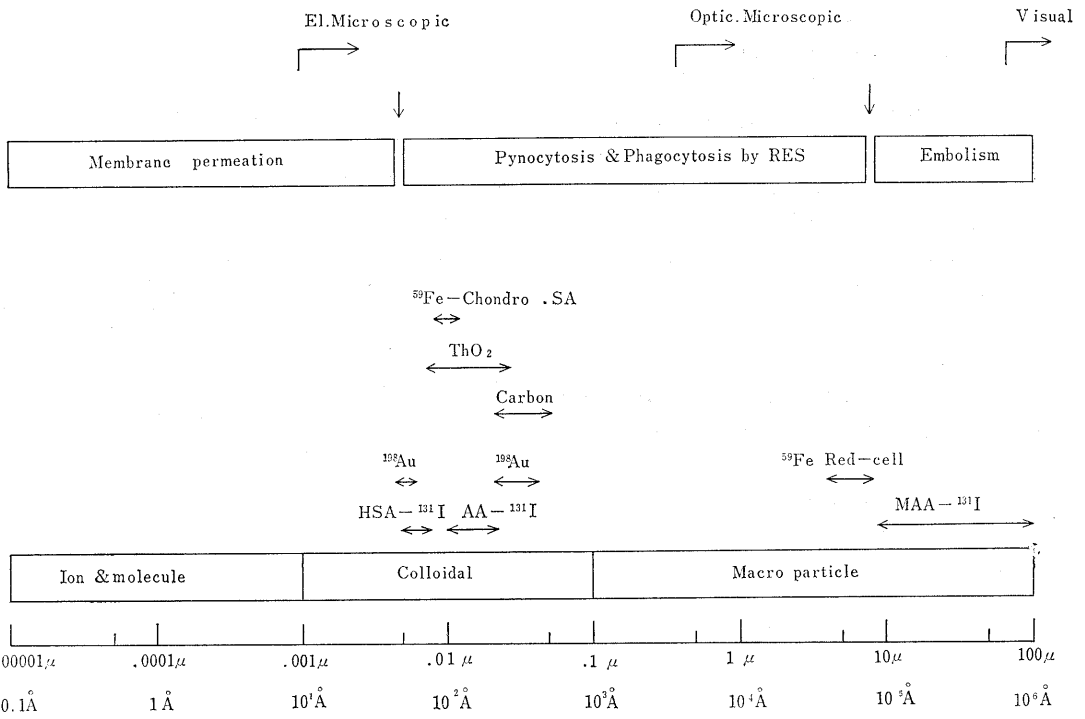 El.Microscopic
Optic.Microscopic
Visual
Membrane permeation
Pynocytosis & Phagocytosis by RES
Embolism
⁵⁹Fe—Chondro .SA
ThO₂
Carbon
¹⁹⁸Au
¹⁹⁸Au
⁵⁹Fe Red—cell
HSA—¹³¹I
AA—¹³¹I
MAA—¹³¹I
Ion & molecule
Colloidal
Macro particle
00001μ .0001μ .001μ .01 μ .1 μ 1 μ 10μ 100μ
0.1Å 1Å 10¹Å 10²Å 10³Å 10⁴Å 10⁵Å 10⁶Å